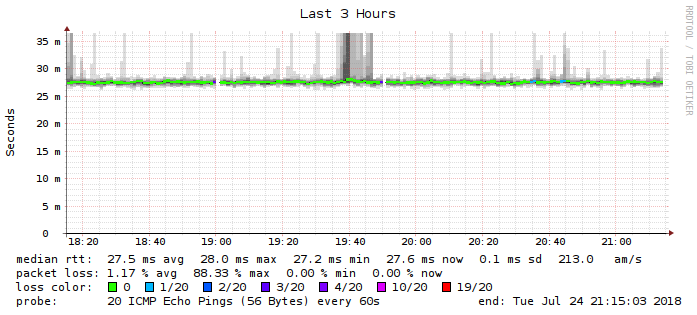 Last 3 Hours
RRDTOOL / TOBI OETIKER
Seconds
35 m
30 m
25 m
20 m
15 m
10 m
5 m
0
18:20 18:40 19:00 19:20 19:40 20:00 20:20 20:40 21:00
median rtt: 27.5 ms avg 28.0 ms max 27.2 ms min 27.6 ms now 0.1 ms sd 213.0 am/s
packet loss: 1.17 % avg 88.33 % max 0.00 % min 0.00 % now
loss color: 0 1/20 2/20 3/20 4/20 10/20 19/20
probe: 20 ICMP Echo Pings (56 Bytes) every 60s end: Tue Jul 24 21:15:03 2018